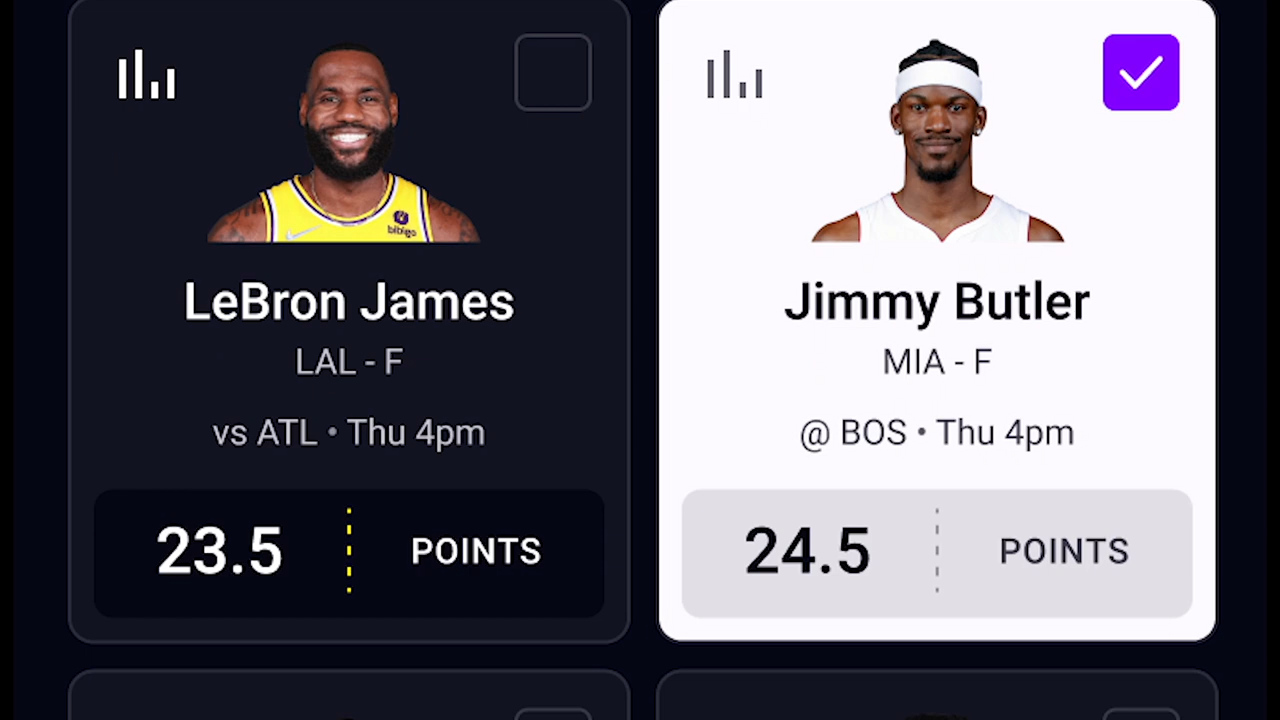 bibigo
LeBron James
LAL - F
vs ATL • Thu 4pm
23.5
POINTS
Jimmy Butler
MIA - F
@ BOS • Thu 4pm
24.5
POINTS